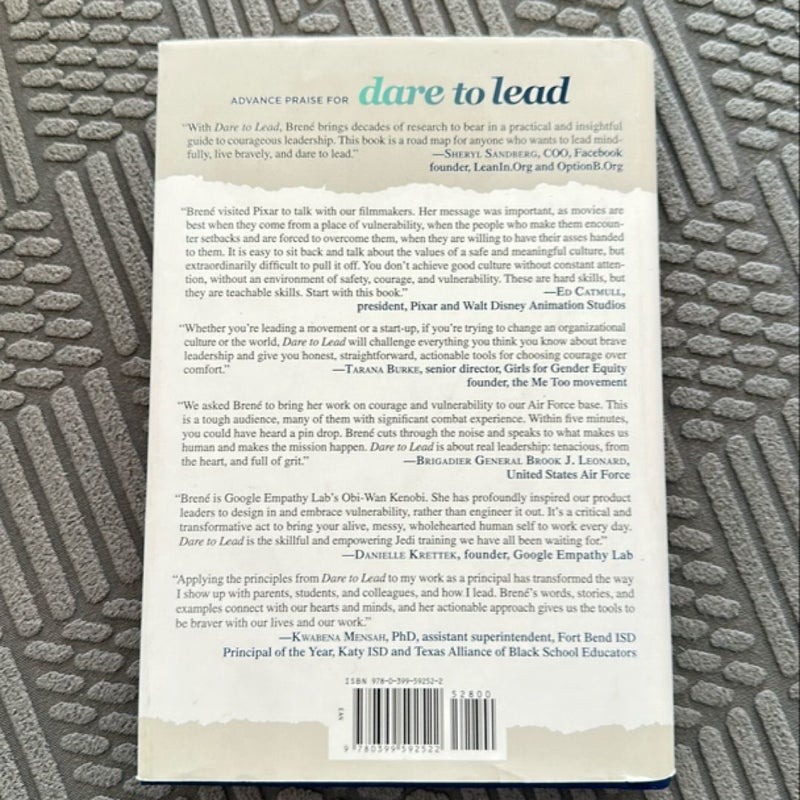 ADVANCE PRAISE FOR dare to lead
“With Dare to Lead, Brené brings decades of research to bear in a practical and insightful
guide to courageous leadership. This book is a road map for anyone who wants to lead mind-
fully, live bravely, and dare to lead.” —SHERYL SANDBERG, COO, Facebook
founder, LeanIn.Org and OptionB.Org
“Brené visited Pixar to talk with our filmmakers. Her message was important, as movies are
best when they come from a place of vulnerability, when the people who make them encoun-
ter setbacks and are forced to overcome them, when they are willing to have their asses handed
to them. It is easy to sit back and talk about the values of a safe and meaningful culture, but
extraordinarily difficult to pull it off. You don’t achieve good culture without constant atten-
tion, without an environment of safety, courage, and vulnerability. These are hard skills, but
they are teachable skills. Start with this book.” —ED CATMULL,
president, Pixar and Walt Disney Animation Studios
“Whether you’re leading a movement or a start-up, if you’re trying to change an organizational
culture or the world, Dare to Lead will challenge everything you think you know about brave
leadership and give you honest, straightforward, actionable tools for choosing courage over
comfort.” —TARANA BURKE, senior director, Girls for Gender Equity
founder, the Me Too movement
“We asked Brené to bring her work on courage and vulnerability to our Air Force base. This
is a tough audience, many of them with significant combat experience. Within five minutes,
you could have heard a pin drop. Brené cuts through the noise and speaks to what makes us
human and makes the mission happen. Dare to Lead is about real leadership: tenacious, from
the heart, and full of grit.” —BRIGADIER GENERAL BROOK J. LEONARD,
United States Air Force
“Brené is Google Empathy Lab’s Obi-Wan Kenobi. She has profoundly inspired our product
leaders to design in and embrace vulnerability, rather than engineer it out. It’s a critical and
transformative act to bring your alive, messy, wholehearted human self to work every day.
Dare to Lead is the skillful and empowering Jedi training we have all been waiting for.”
—DANIELLE KRETTEK, founder, Google Empathy Lab
“Applying the principles from Dare to Lead to my work as a principal has transformed the way
I show up with parents, students, and colleagues, and how I lead. Brené’s words, stories, and
examples connect with our hearts and minds, and her actionable approach gives us the tools to
be braver with our lives and our work.”
—KWABENA MENSAH, PhD, assistant superintendent, Fort Bend ISD
Principal of the Year, Katy ISD and Texas Alliance of Black School Educators
ISBN 978-0-399-59252-2
52800
EAN
9 780399 592522